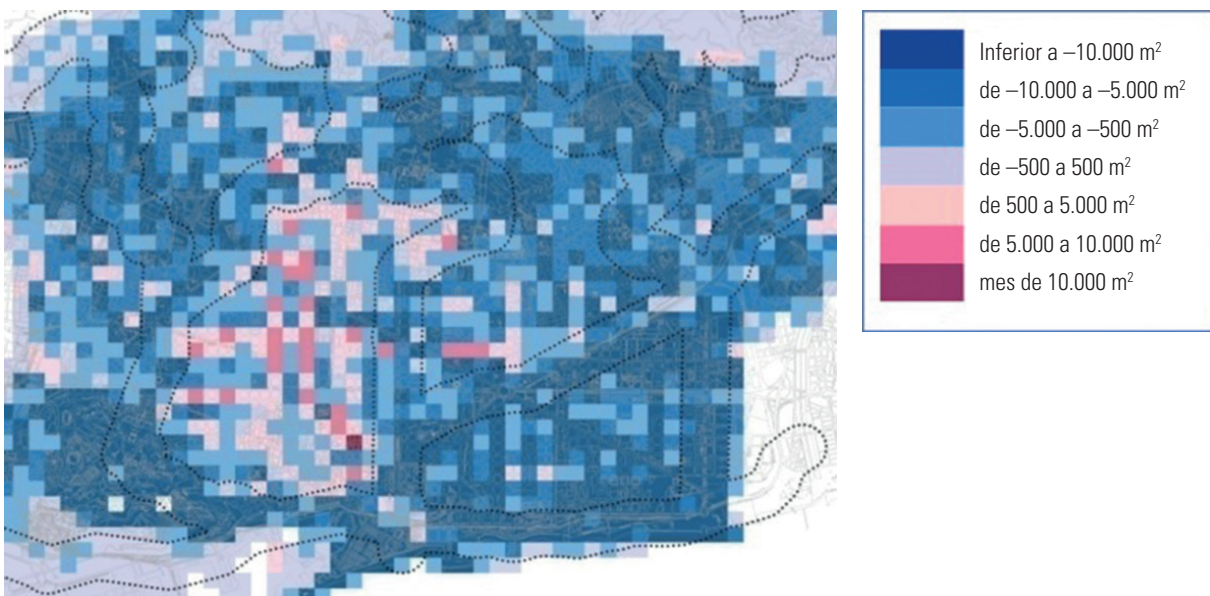 Inferior a –10.000 m²
de –10.000 a –5.000 m²
de –5.000 a –500 m²
de –500 a 500 m²
de 500 a 5.000 m²
de 5.000 a 10.000 m²
mes de 10.000 m²